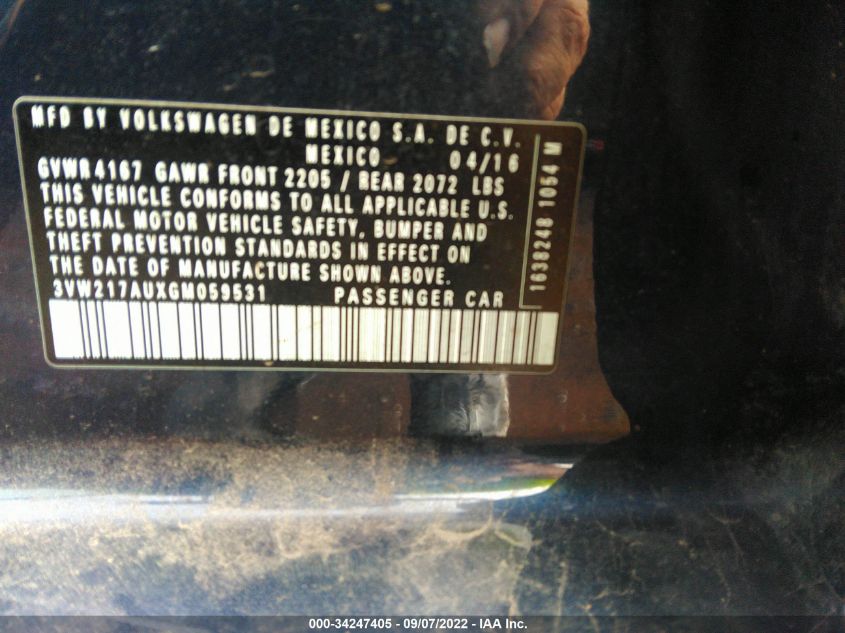 MFD BY VOLKSWAGEN DE MEXICO S.A. DE C.V.
MEXICO 04/16
GVWR 4167 GAWR FRONT 2205 / REAR 2072 LBS
THIS VEHICLE CONFORMS TO ALL APPLICABLE U.S.
FEDERAL MOTOR VEHICLE SAFETY, BUMPER AND
THEFT PREVENTION STANDARDS IN EFFECT ON
THE DATE OF MANUFACTURE SHOWN ABOVE.
3VW217AUXGM059531 PASSENGER CAR
1638248 1054 M
000-34247405 - 09/07/2022 - IAA Inc.